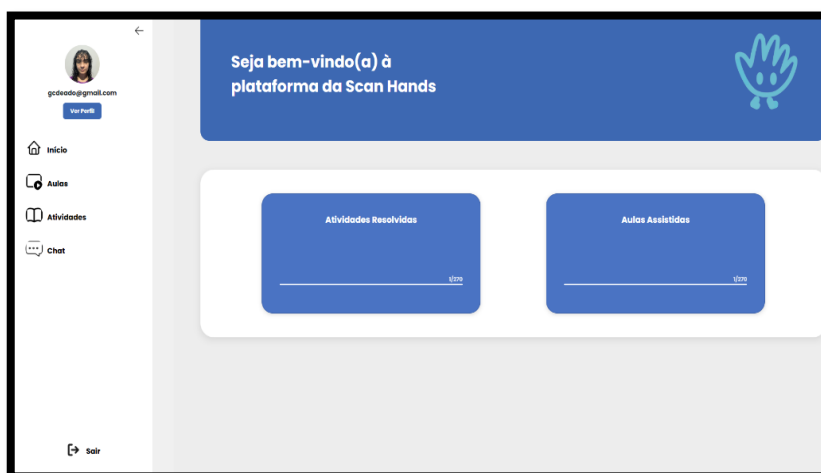 gcdeado@gmail.com
Ver Perfil
Início
Aulas
Atividades
Chat
Sair
Seja bem-vindo(a) à
plataforma da Scan Hands
Atividades Resolvidas
1/270
Aulas Assistidas
1/270